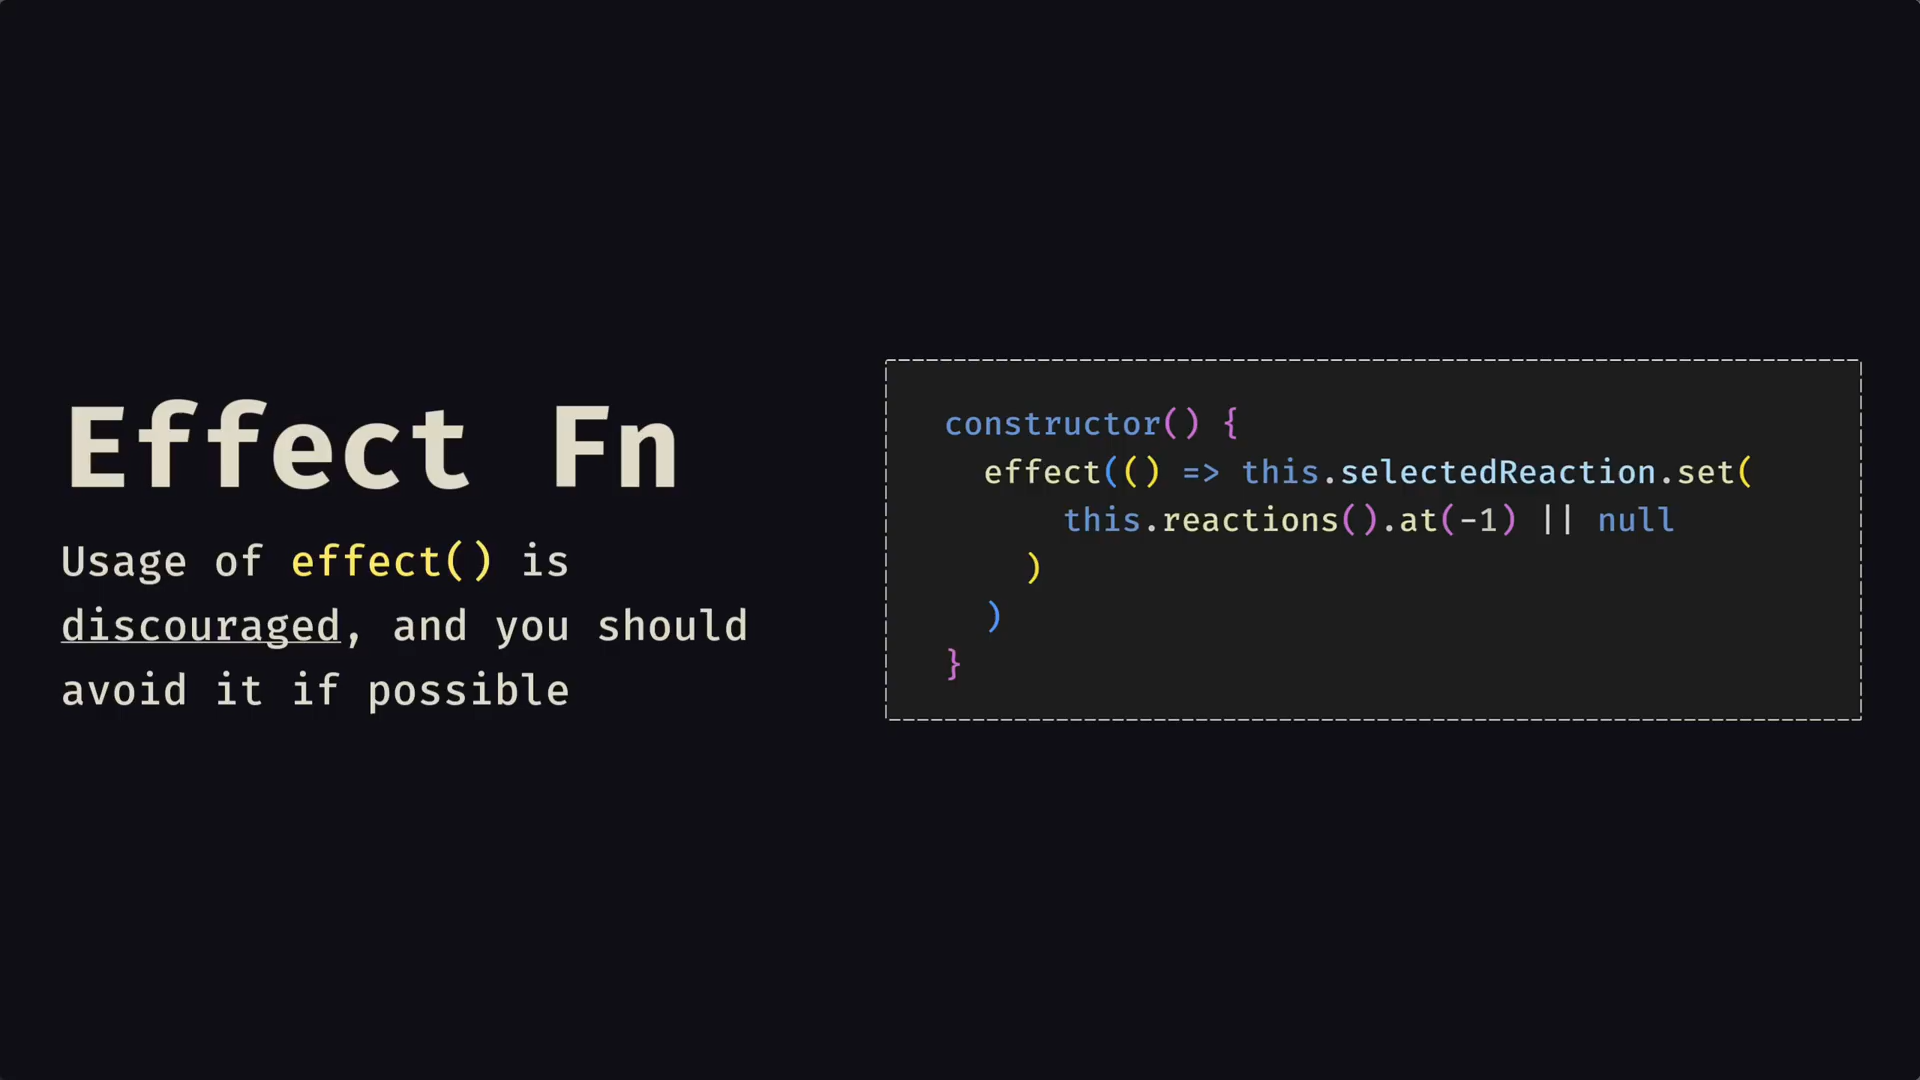 Effect Fn
Usage of effect() is
discouraged, and you should
avoid it if possible
constructor() {
effect(() => this.selectedReaction.set(
this.reactions().at(-1) || null
)
)
}